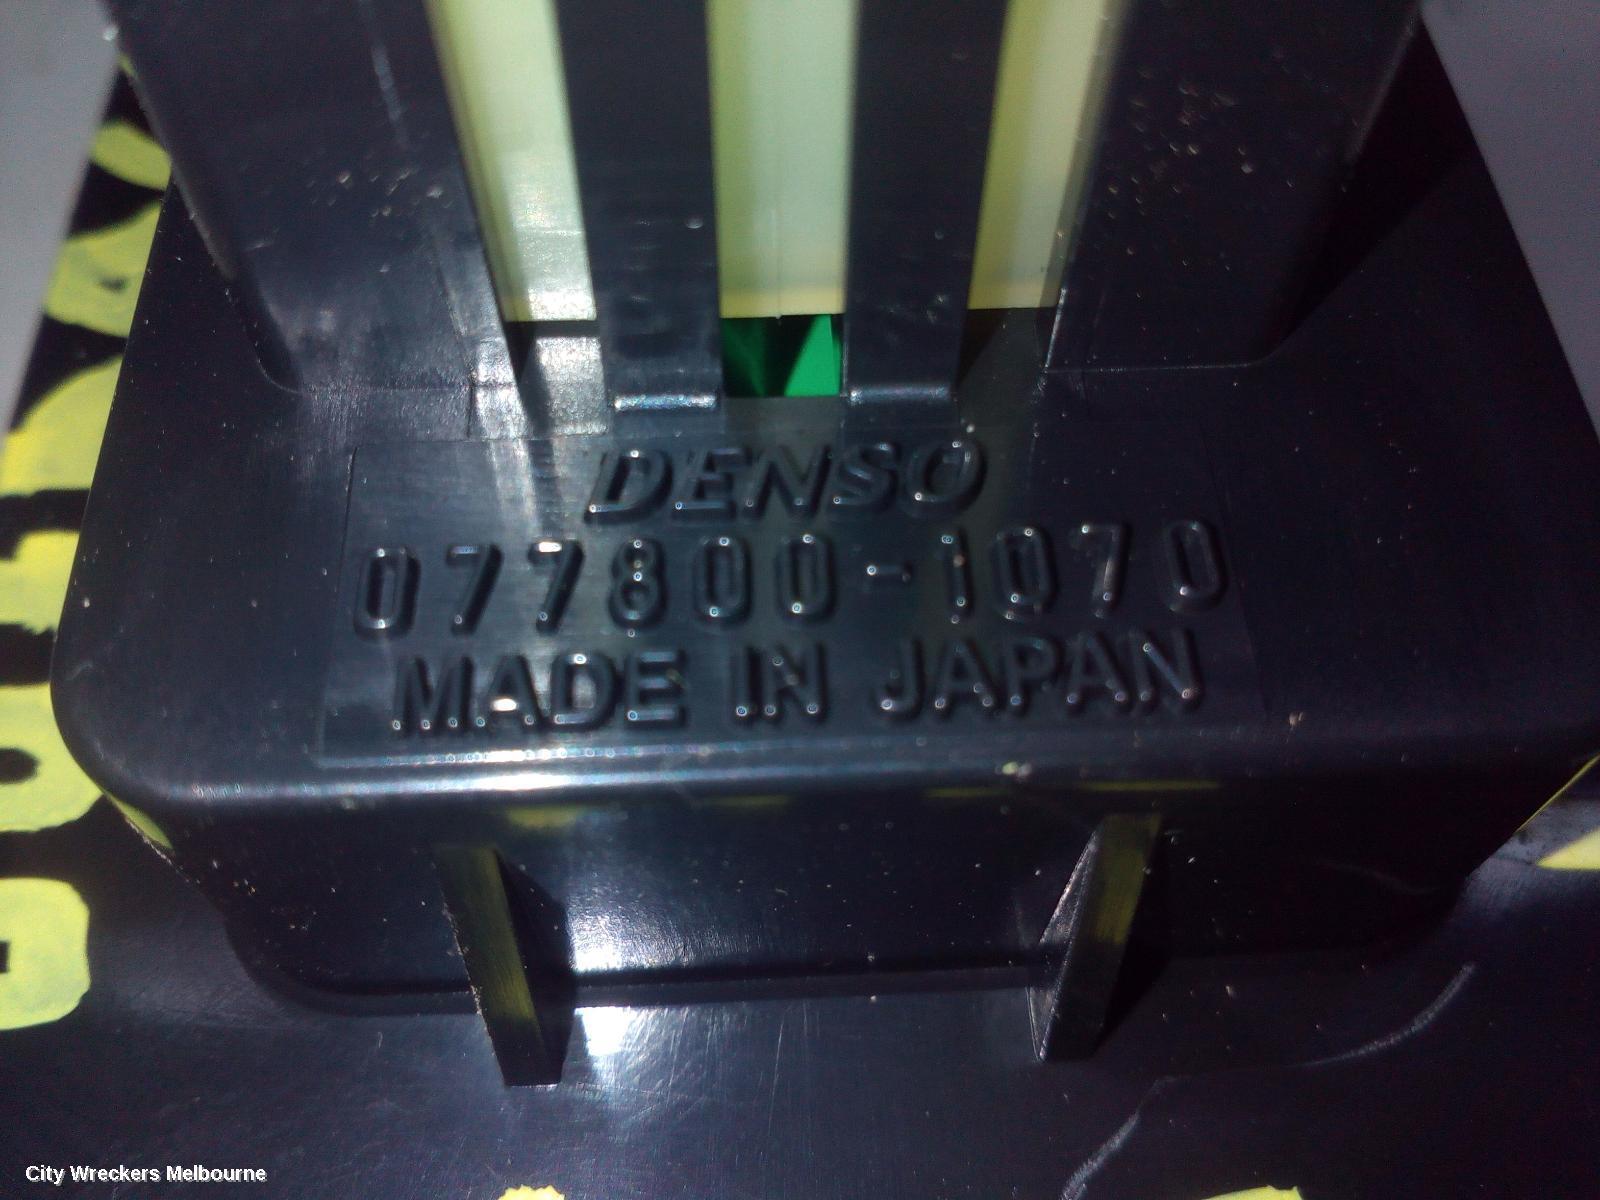 DENSO
077800-1070
MADE IN JAPAN
City Wreckers Melbourne